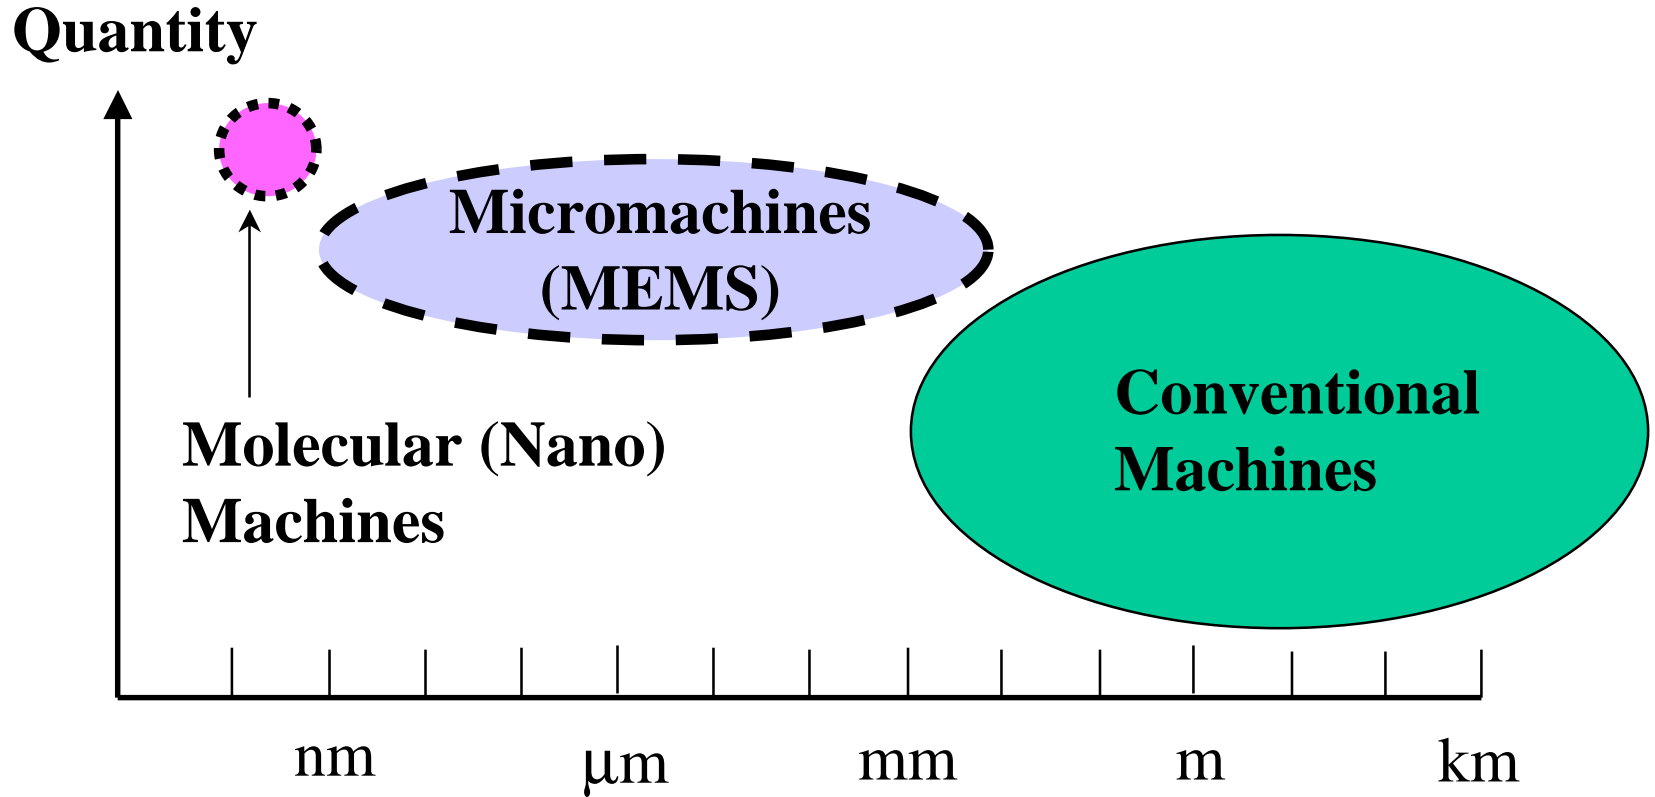 Quantity
Micromachines
(MEMS)
Conventional
Machines
Molecular (Nano)
Machines
nm μm mm m km